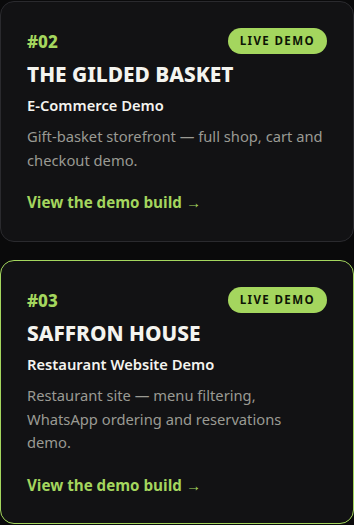 #02
LIVE DEMO
THE GILDED BASKET
E-Commerce Demo
Gift-basket storefront — full shop, cart and
checkout demo.
View the demo build →
#03
LIVE DEMO
SAFFRON HOUSE
Restaurant Website Demo
Restaurant site — menu filtering,
WhatsApp ordering and reservations
demo.
View the demo build →